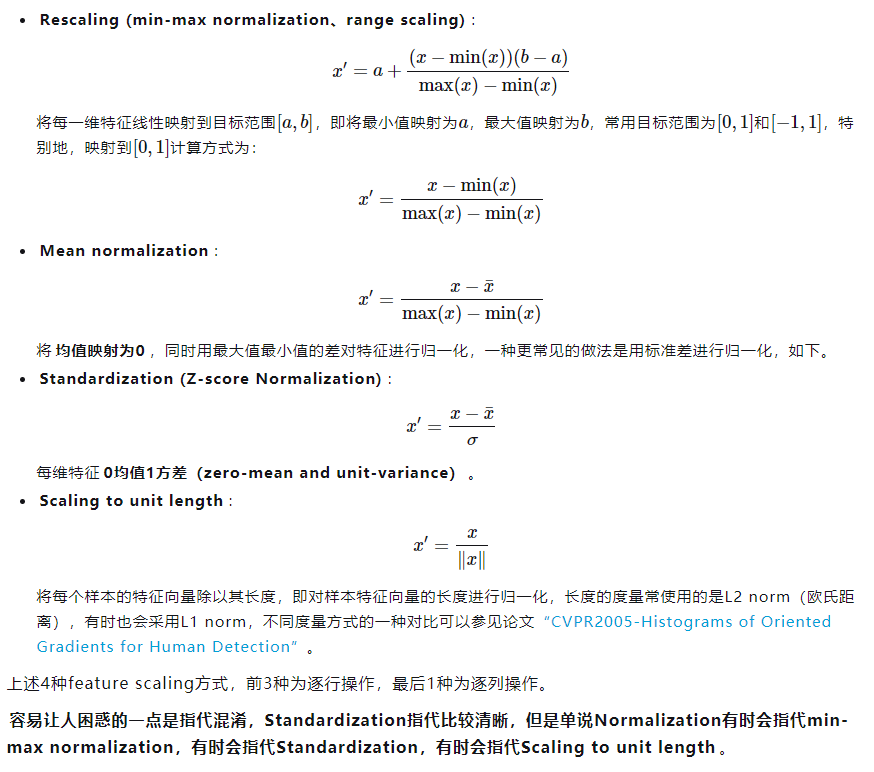 • Rescaling (min-max normalization、range scaling)：
x′ = a + (x − min(x))(b − a) / max(x) − min(x)
将每一维特征线性映射到目标范围[a, b]，即将最小值映射为a，最大值映射为b，常用目标范围为[0, 1]和[−1, 1]，特
别地，映射到[0, 1]计算方式为：
x′ = x − min(x) / max(x) − min(x)
• Mean normalization：
x′ = x − x̄ / max(x) − min(x)
将 均值映射为0，同时用最大值最小值的差对特征进行归一化，一种更常见的做法是用标准差进行归一化，如下。
• Standardization (Z-score Normalization)：
x′ = x − x̄ / σ
每维特征 0均值1方差（zero-mean and unit-variance） 。
• Scaling to unit length：
x′ = x / ‖x‖
将每个样本的特征向量除以其长度，即对样本特征向量的长度进行归一化，长度的度量常使用的是L2 norm（欧氏距
离），有时也会采用L1 norm，不同度量方式的一种对比可以参见论文“CVPR2005-Histograms of Oriented
Gradients for Human Detection”。
上述4种feature scaling方式，前3种为逐行操作，最后1种为逐列操作。
容易让人困惑的一点是指代混淆，Standardization指代比较清晰，但是单说Normalization有时会指代min-
max normalization，有时会指代Standardization，有时会指代Scaling to unit length。